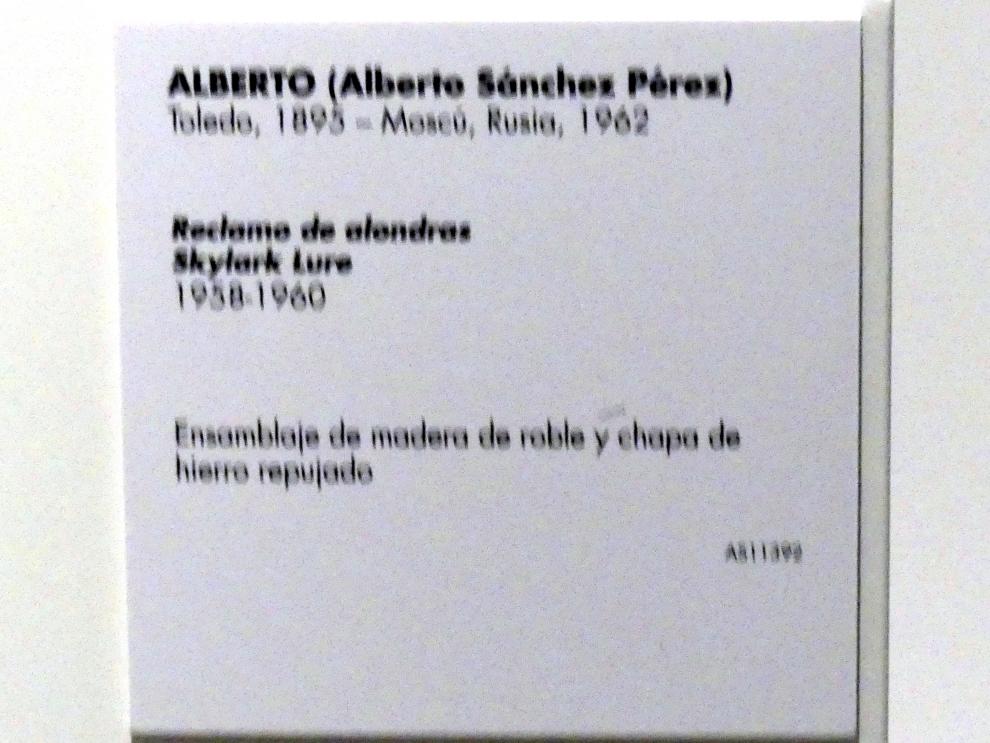 ALBERTO (Alberto Sánchez Pérez)
Toledo, 1895 – Moscú, Rusia, 1962
Reclamo de alondras
Skylark Lure
1958-1960
Ensamblaje de madera de roble y chapa de
hierro repujado
AS11392